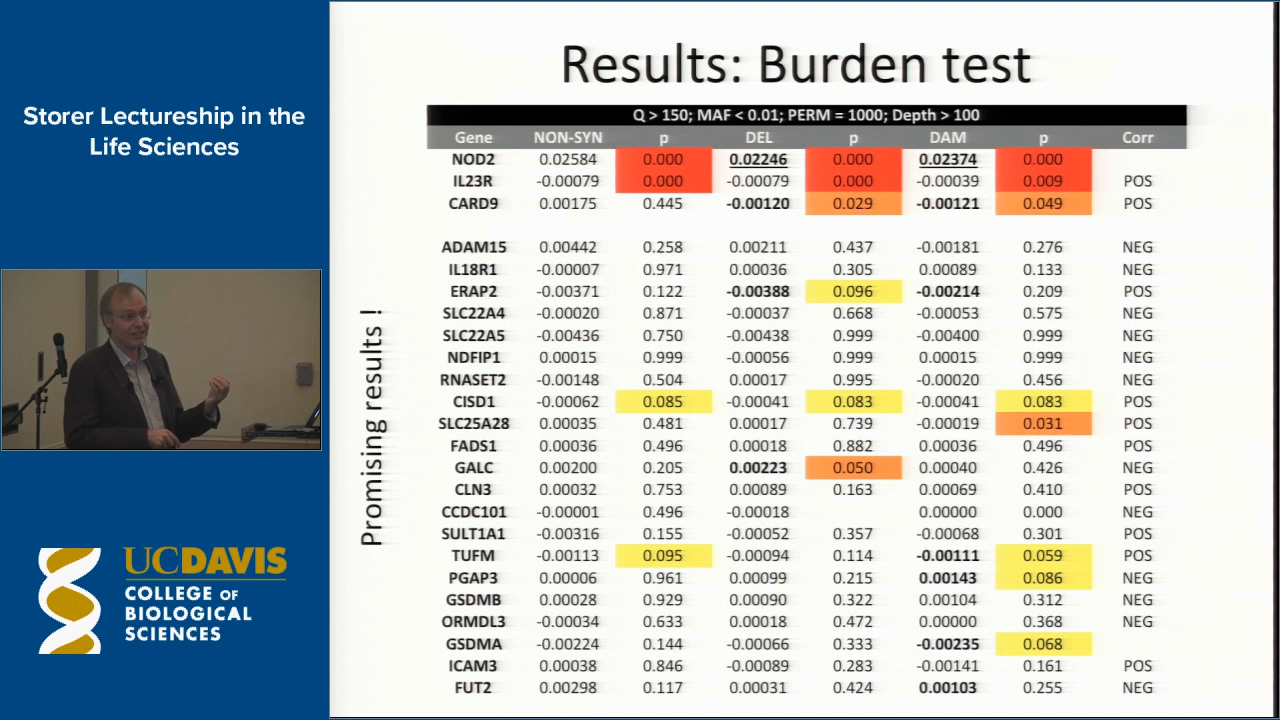 Storer Lectureship in the
Life Sciences
UCDAVIS
COLLEGE OF
BIOLOGICAL
SCIENCES
Results: Burden test
Promising results !
Q > 150; MAF < 0.01; PERM = 1000; Depth > 100
Gene NON-SYN p DEL p DAM p Corr
NOD2 0.02584 0.000 0.02246 0.000 0.02374 0.000
IL23R -0.00079 0.000 -0.00079 0.000 -0.00039 0.009 POS
CARD9 0.00175 0.445 -0.00120 0.029 -0.00121 0.049 POS
ADAM15 0.00442 0.258 0.00211 0.437 -0.00181 0.276 NEG
IL18R1 -0.00007 0.971 0.00036 0.305 0.00089 0.133 NEG
ERAP2 -0.00371 0.122 -0.00388 0.096 -0.00214 0.209 POS
SLC22A4 -0.00020 0.871 -0.00037 0.668 -0.00053 0.575 NEG
SLC22A5 -0.00436 0.750 -0.00438 0.999 -0.00400 0.999 NEG
NDFIP1 0.00015 0.999 -0.00056 0.999 0.00015 0.999 NEG
RNASET2 -0.00148 0.504 0.00017 0.995 -0.00020 0.456 NEG
CISD1 -0.00062 0.085 -0.00041 0.083 -0.00041 0.083 POS
SLC25A28 0.00035 0.481 0.00017 0.739 -0.00019 0.031 POS
FADS1 0.00036 0.496 0.00018 0.882 0.00036 0.496 POS
GALC 0.00200 0.205 0.00223 0.050 0.00040 0.426 NEG
CLN3 0.00032 0.753 0.00089 0.163 0.00069 0.410 POS
CCDC101 -0.00001 0.496 -0.00018 0.00000 0.000 NEG
SULT1A1 -0.00316 0.155 -0.00052 0.357 -0.00068 0.301 POS
TUFM -0.00113 0.095 -0.00094 0.114 -0.00111 0.059 POS
PGAP3 0.00006 0.961 0.00099 0.215 0.00143 0.086 NEG
GSDMB 0.00028 0.929 0.00090 0.322 0.00104 0.312 NEG
ORMDL3 -0.00034 0.633 0.00018 0.472 0.00000 0.368 NEG
GSDMA -0.00224 0.144 -0.00066 0.333 -0.00235 0.068
ICAM3 0.00038 0.846 -0.00089 0.283 -0.00141 0.161 POS
FUT2 0.00298 0.117 0.00031 0.424 0.00103 0.255 NEG